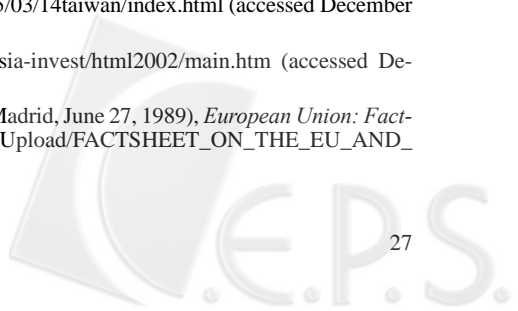 5/03/14taiwan/index.html (accessed December
sia-invest/html2002/main.htm (accessed De-
Madrid, June 27, 1989), European Union: Fact-
Upload/FACTSHEET_ON_THE_EU_AND_
27
C.E.P.S.